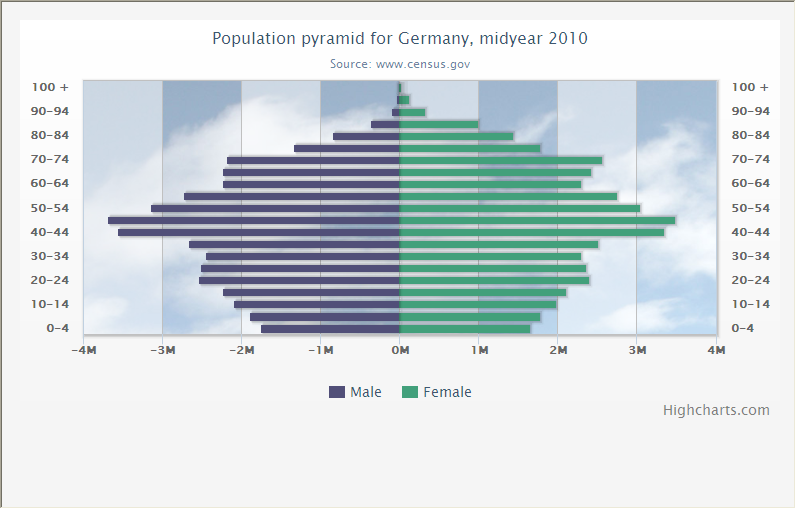 Population pyramid for Germany, midyear 2010
Source: www.census.gov
100 + 100 +
90-94 90-94
80-84 80-84
70-74 70-74
60-64 60-64
50-54 50-54
40-44 40-44
30-34 30-34
20-24 20-24
10-14 10-14
0-4 0-4
-4M -3M -2M -1M 0M 1M 2M 3M 4M
Male Female
Highcharts.com